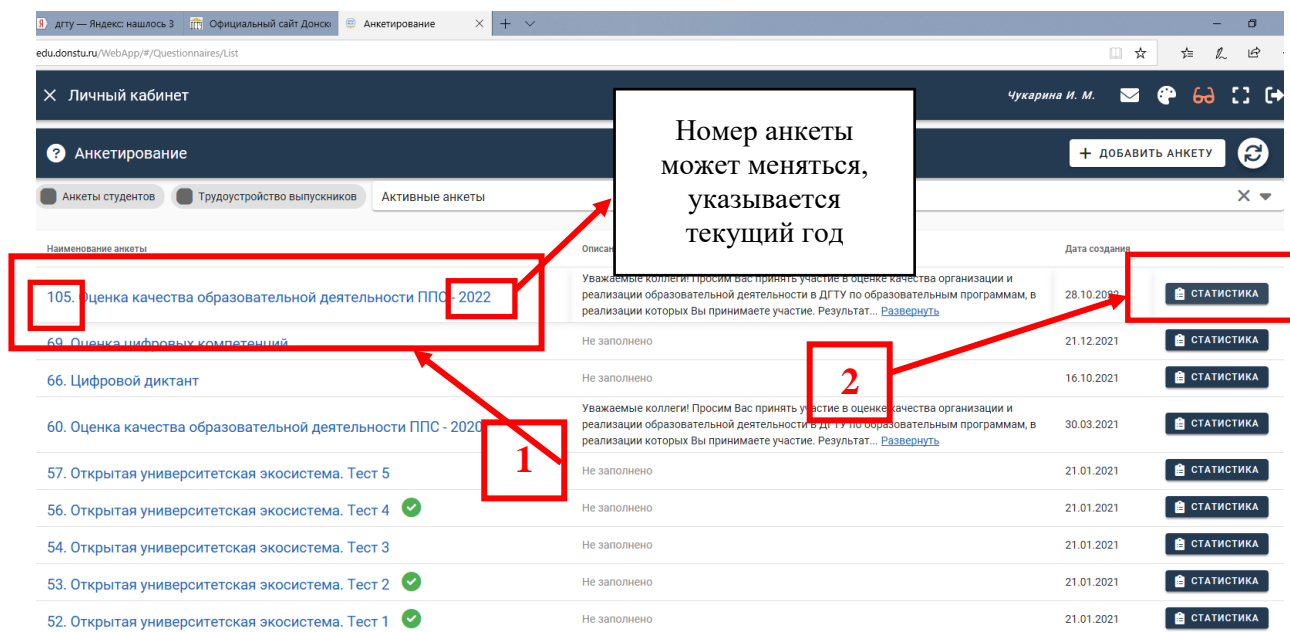 дгту — Яндекс: нашлось 3
Официальный сайт Донско
Анкетирование
edu.donstu.ru/WebApp/#/Questionnaires/List
Личный кабинет
Чукарина И. М.
Номер анкеты
может меняться,
указывается
текущий год
Анкетирование
+ ДОБАВИТЬ АНКЕТУ
Анкеты студентов
Трудоустройство выпускников
Активные анкеты
Наименование анкеты
Дата создания
105. Оценка качества образовательной деятельности ППС - 2022
Уважаемые коллеги! Просим Вас принять участие в оценке качества организации и
реализации образовательной деятельности в ДГТУ по образовательным программам, в
реализации которых Вы принимаете участие. Результат... Развернуть
28.10.2022
СТАТИСТИКА
69. Оценка цифровых компетенций
Не заполнено
21.12.2021
СТАТИСТИКА
66. Цифровой диктант
Не заполнено
16.10.2021
СТАТИСТИКА
2
60. Оценка качества образовательной деятельности ППС - 2020
Уважаемые коллеги! Просим Вас принять участие в оценке качества организации и
реализации образовательной деятельности в ДГТУ по образовательным программам, в
реализации которых Вы принимаете участие. Результат... Развернуть
30.03.2021
СТАТИСТИКА
1
57. Открытая университетская экосистема. Тест 5
Не заполнено
21.01.2021
СТАТИСТИКА
56. Открытая университетская экосистема. Тест 4
Не заполнено
21.01.2021
СТАТИСТИКА
54. Открытая университетская экосистема. Тест 3
Не заполнено
21.01.2021
СТАТИСТИКА
53. Открытая университетская экосистема. Тест 2
Не заполнено
21.01.2021
СТАТИСТИКА
52. Открытая университетская экосистема. Тест 1
Не заполнено
21.01.2021
СТАТИСТИКА